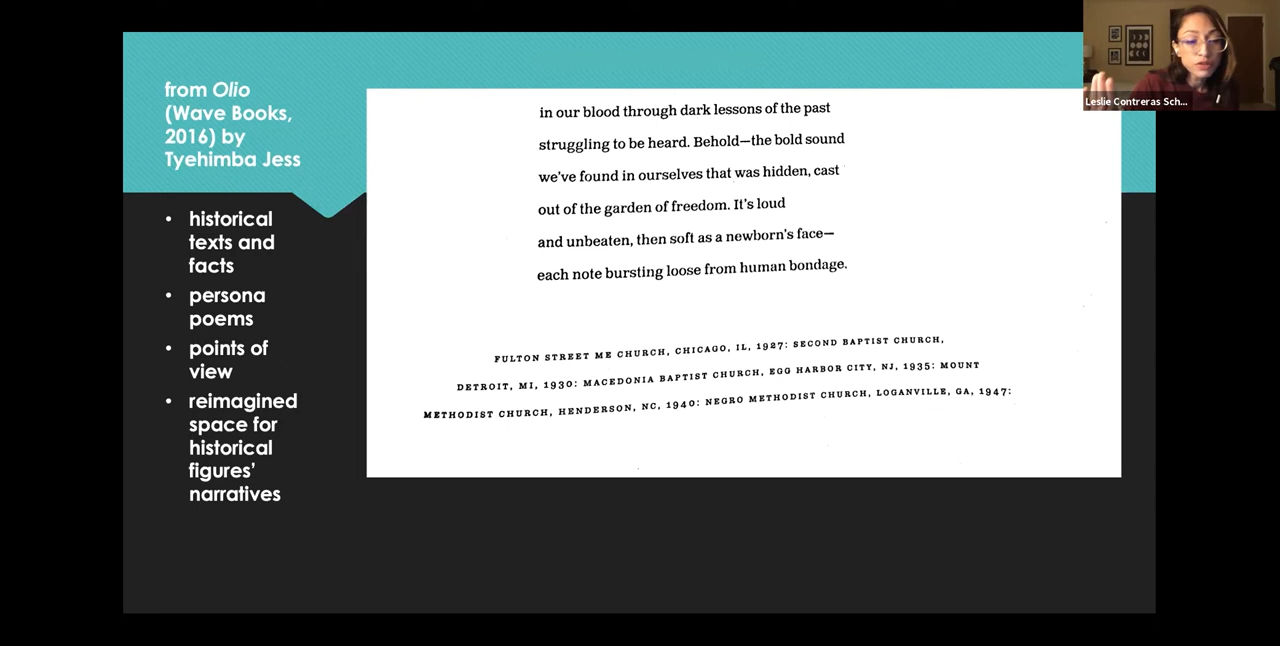 from Olio
(Wave Books,
2016) by
Tyehimba Jess
• historical
texts and
facts
• persona
poems
• points of
view
• reimagined
space for
historical
figures’
narratives
in our blood through dark lessons of the past
struggling to be heard. Behold—the bold sound
we’ve found in ourselves that was hidden, cast
out of the garden of freedom. It’s loud
and unbeaten, then soft as a newborn’s face—
each note bursting loose from human bondage.
FULTON STREET ME CHURCH, CHICAGO, IL, 1927: SECOND BAPTIST CHURCH,
DETROIT, MI, 1930: MACEDONIA BAPTIST CHURCH, EGG HARBOR CITY, NJ, 1935: MOUNT
METHODIST CHURCH, HENDERSON, NC, 1940: NEGRO METHODIST CHURCH, LOGANVILLE, GA, 1947:
Leslie Contreras Sch...